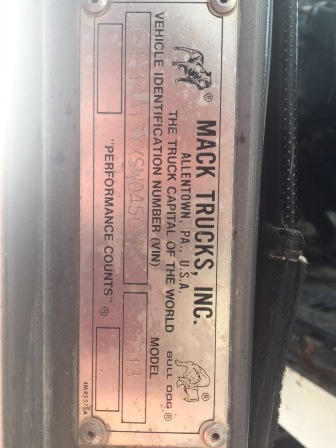 MACK TRUCKS, INC.
ALLENTOWN, PA., U.S.A.
THE TRUCK CAPITAL OF THE WORLD
BULL DOG ®
®
VEHICLE IDENTIFICATION NUMBER (VIN)
MODEL
"PERFORMANCE COUNTS" ®